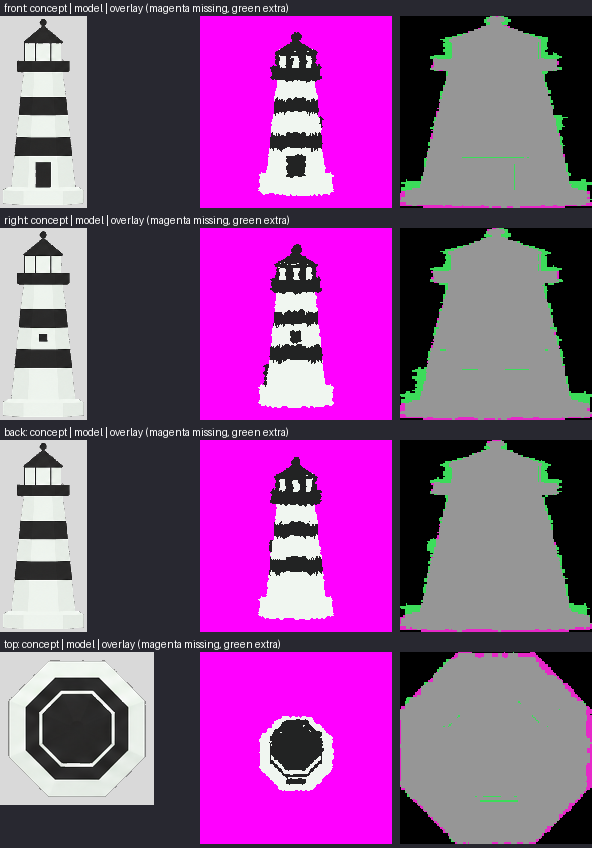 front: concept | model | overlay (magenta missing, green extra)
right: concept | model | overlay (magenta missing, green extra)
back: concept | model | overlay (magenta missing, green extra)
top: concept | model | overlay (magenta missing, green extra)